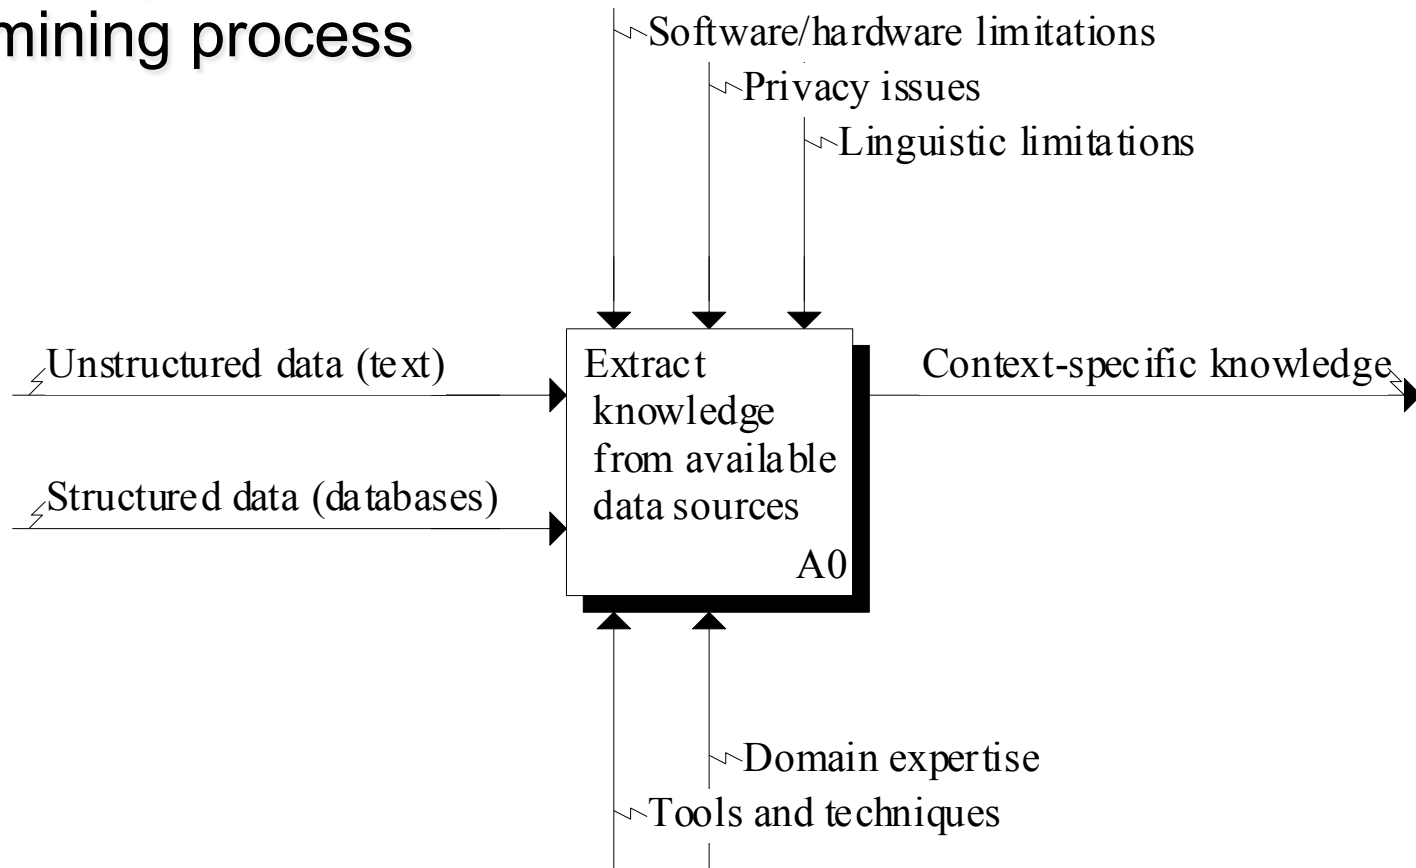 mining process
Software/hardware limitations
Privacy issues
Linguistic limitations
Unstructured data (text)
Extract
knowledge
from available
data sources
A0
Context-specific knowledge
Structured data (databases)
Domain expertise
Tools and techniques